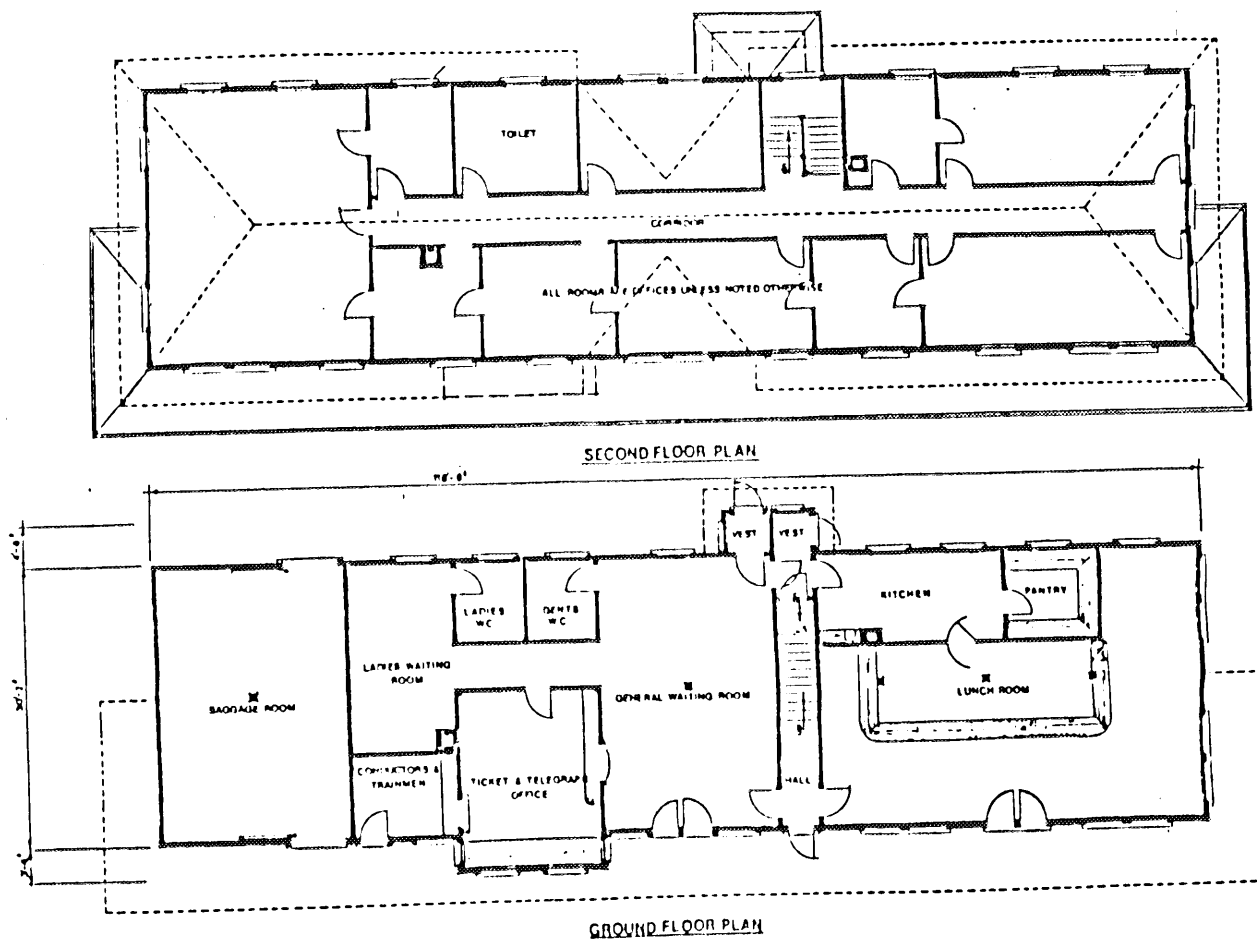 TOILET
CORRIDOR
ALL ROOMS ARE OFFICES UNLESS NOTED OTHERWISE
SECOND FLOOR PLAN
VEST
VEST
KITCHEN
PANTRY
LADIES
WC
GENTS
WC
LADIES WAITING
ROOM
GENERAL WAITING ROOM
LUNCH ROOM
BAGGAGE ROOM
CONDUCTORS &
TRAINMEN
TICKET & TELEGRAPH
OFFICE
HALL
GROUND FLOOR PLAN